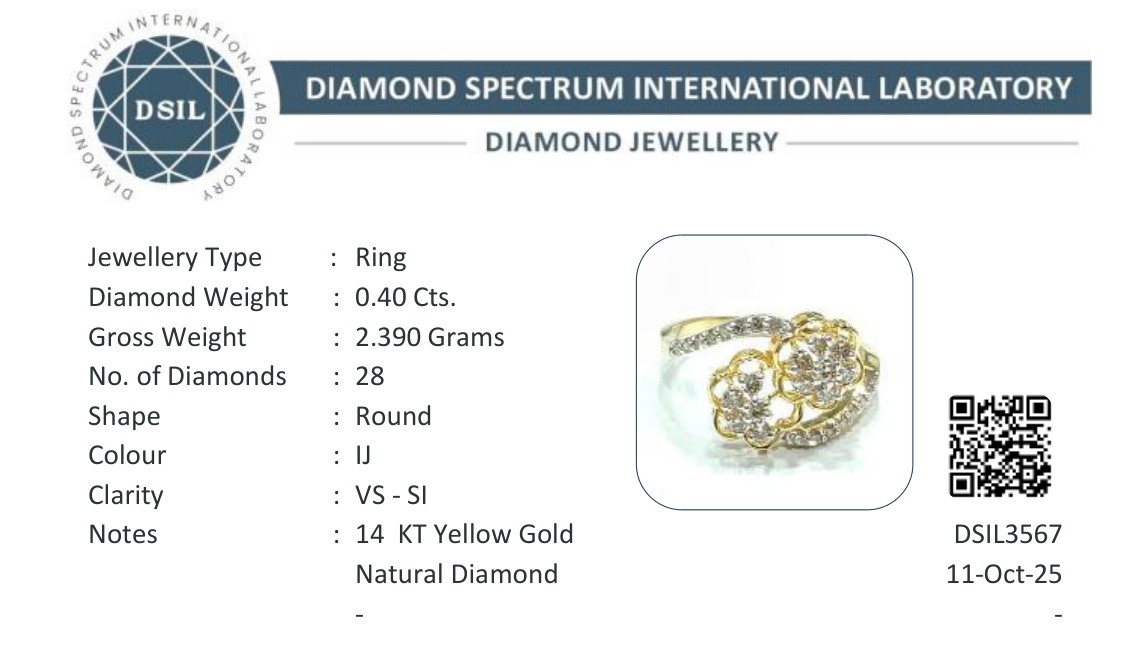 DIAMOND SPECTRUM INTERNATIONAL LABORATORY
DSIL
DIAMOND SPECTRUM INTERNATIONAL LABORATORY
DIAMOND JEWELLERY
Jewellery Type : Ring
Diamond Weight : 0.40 Cts.
Gross Weight : 2.390 Grams
No. of Diamonds : 28
Shape : Round
Colour : IJ
Clarity : VS - SI
Notes : 14 KT Yellow Gold
DSIL3567
Natural Diamond
11-Oct-25
-
-